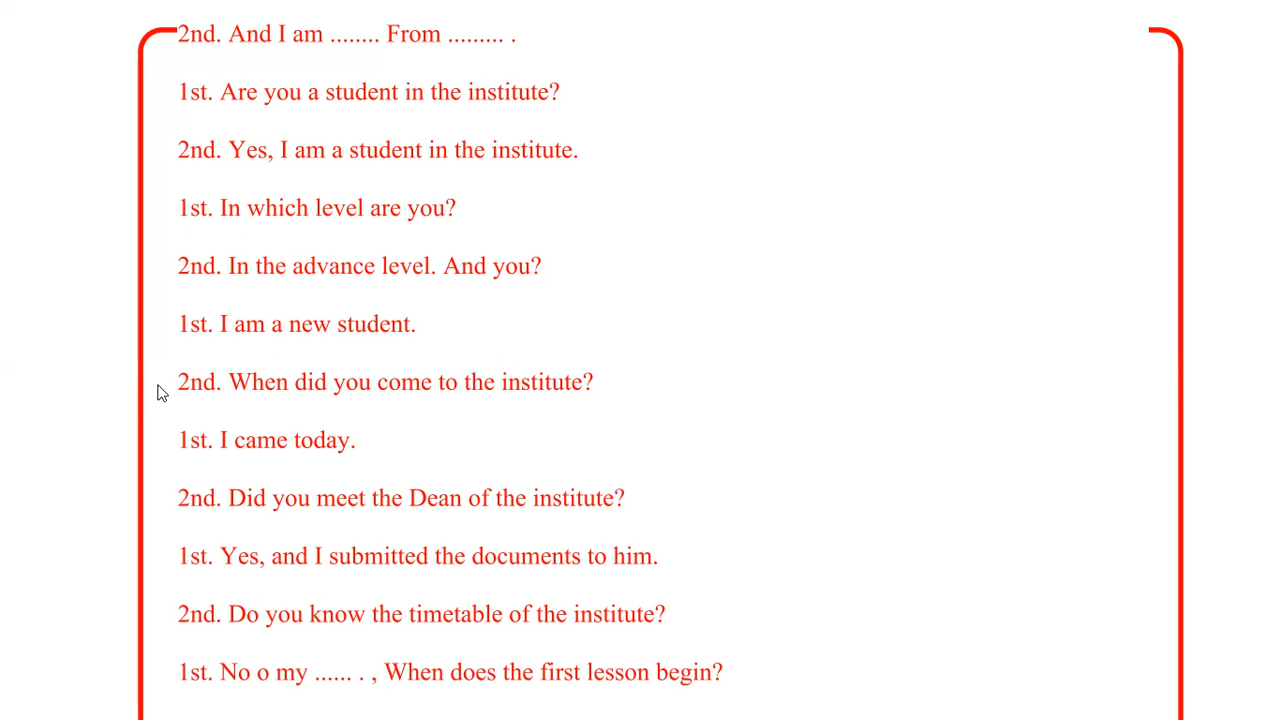 2nd. And I am ........ From ......... .
1st. Are you a student in the institute?
2nd. Yes, I am a student in the institute.
1st. In which level are you?
2nd. In the advance level. And you?
1st. I am a new student.
2nd. When did you come to the institute?
1st. I came today.
2nd. Did you meet the Dean of the institute?
1st. Yes, and I submitted the documents to him.
2nd. Do you know the timetable of the institute?
1st. No o my ...... . , When does the first lesson begin?